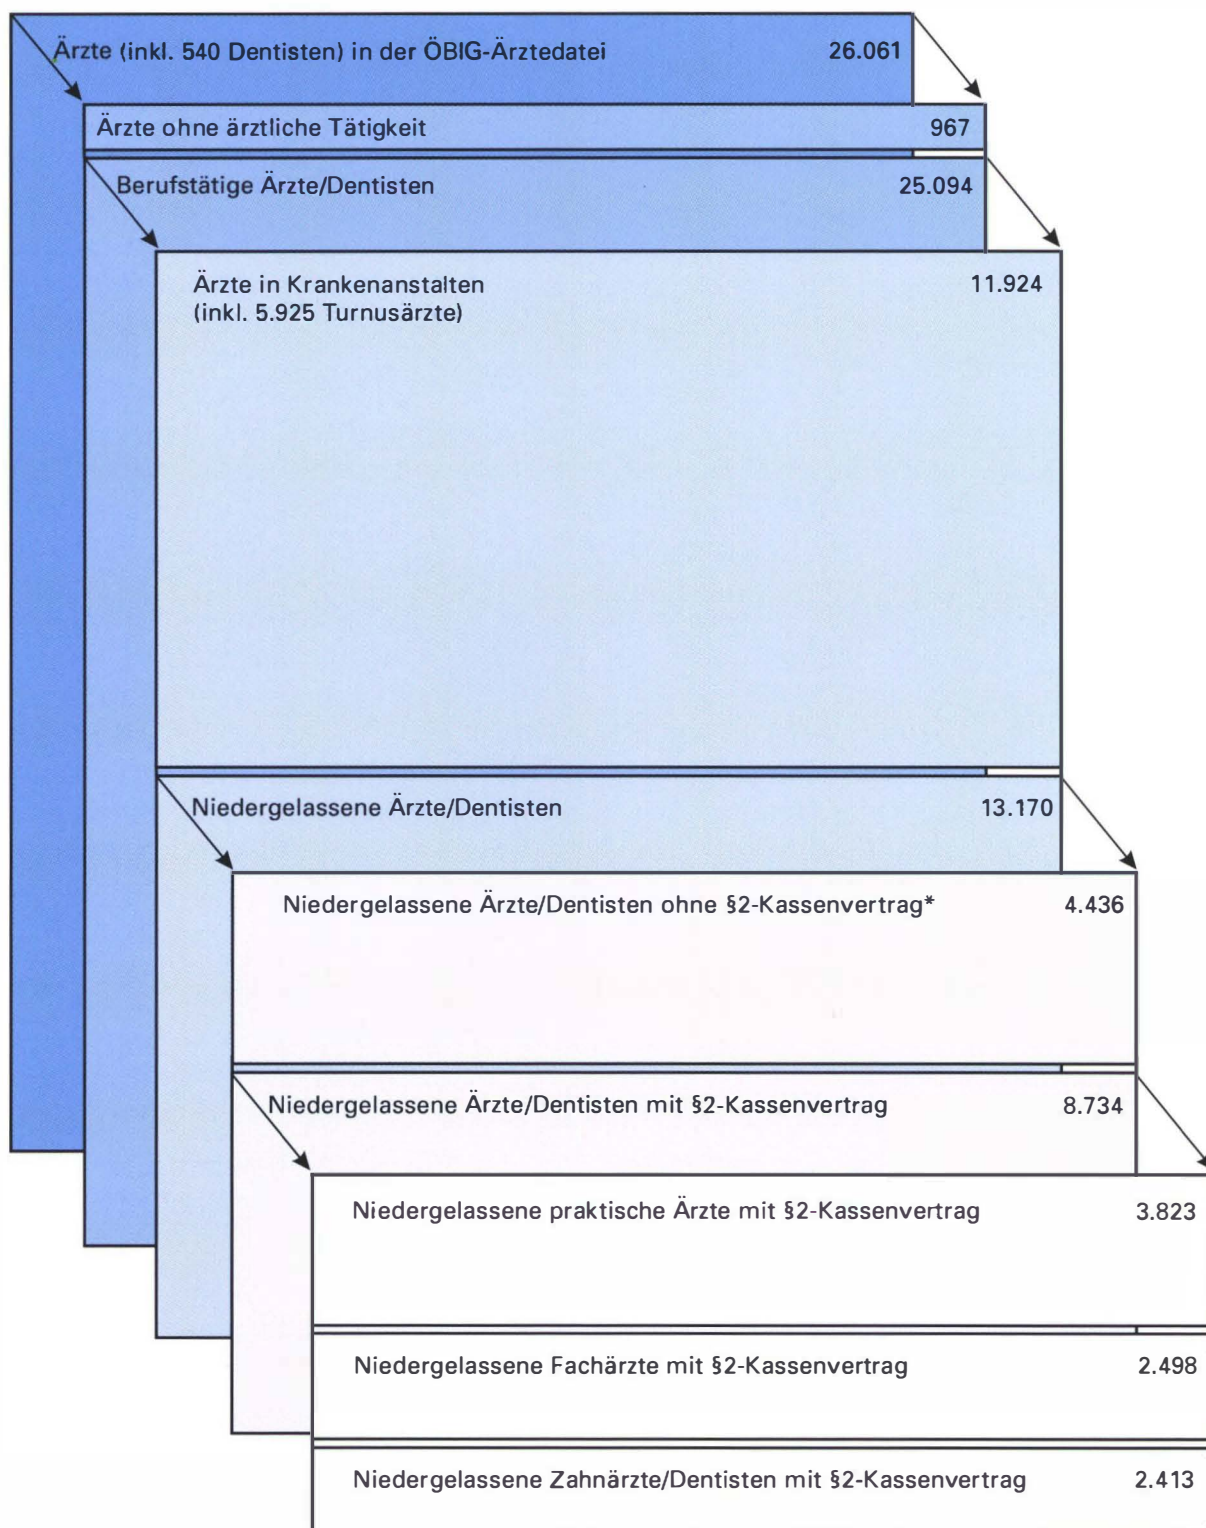 Ärzte (inkl. 540 Dentisten) in der ÖBIG-Ärztedatei 26.061
Ärzte ohne ärztliche Tätigkeit 967
Berufstätige Ärzte/Dentisten 25.094
Ärzte in Krankenanstalten 11.924
(inkl. 5.925 Turnusärzte)
Niedergelassene Ärzte/Dentisten 13.170
Niedergelassene Ärzte/Dentisten ohne §2-Kassenvertrag* 4.436
Niedergelassene Ärzte/Dentisten mit §2-Kassenvertrag 8.734
Niedergelassene praktische Ärzte mit §2-Kassenvertrag 3.823
Niedergelassene Fachärzte mit §2-Kassenvertrag 2.498
Niedergelassene Zahnärzte/Dentisten mit §2-Kassenvertrag 2.413